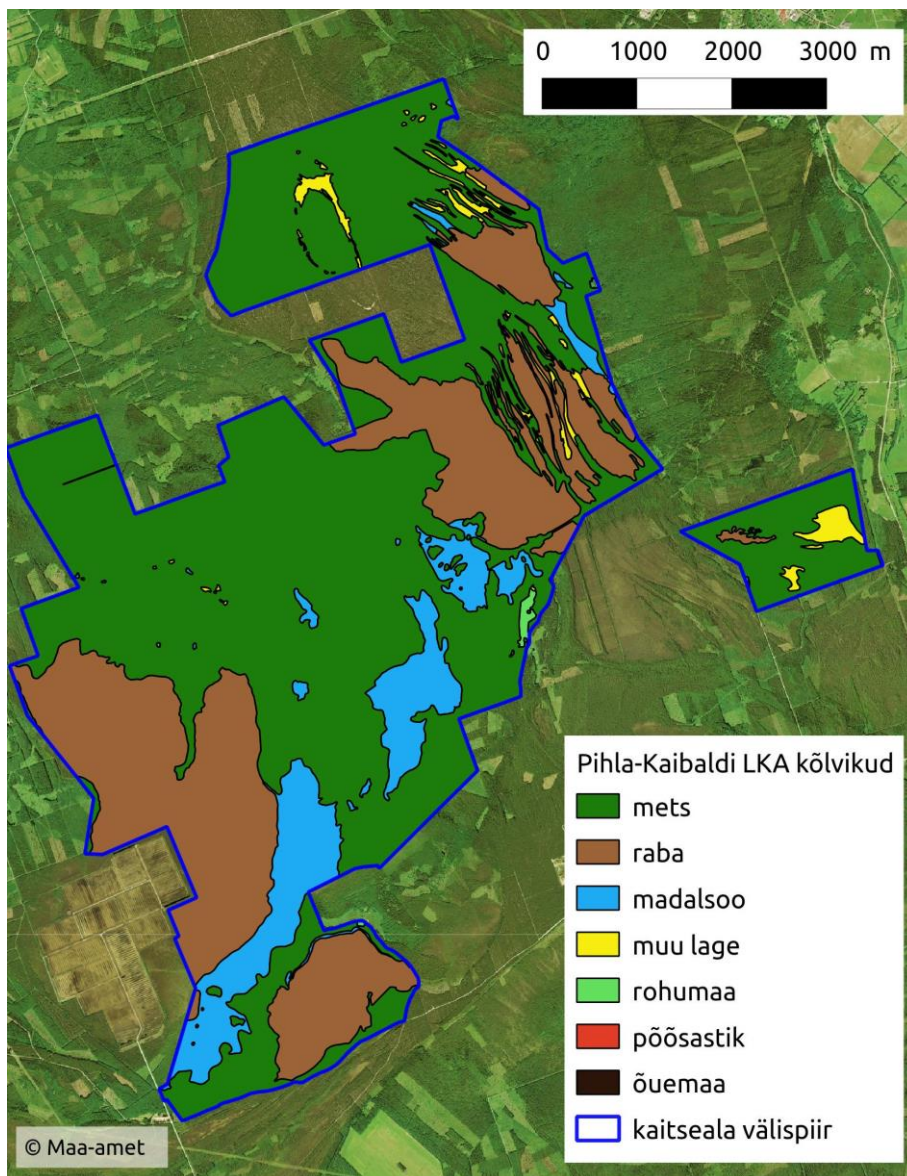 0 1000 2000 3000 m
Pihla-Kaibaldi LKA kõlvikud
mets
raba
madalsoo
muu lage
rohumaa
põõsastik
õuemaa
kaitseala välispiir
© Maa-amet